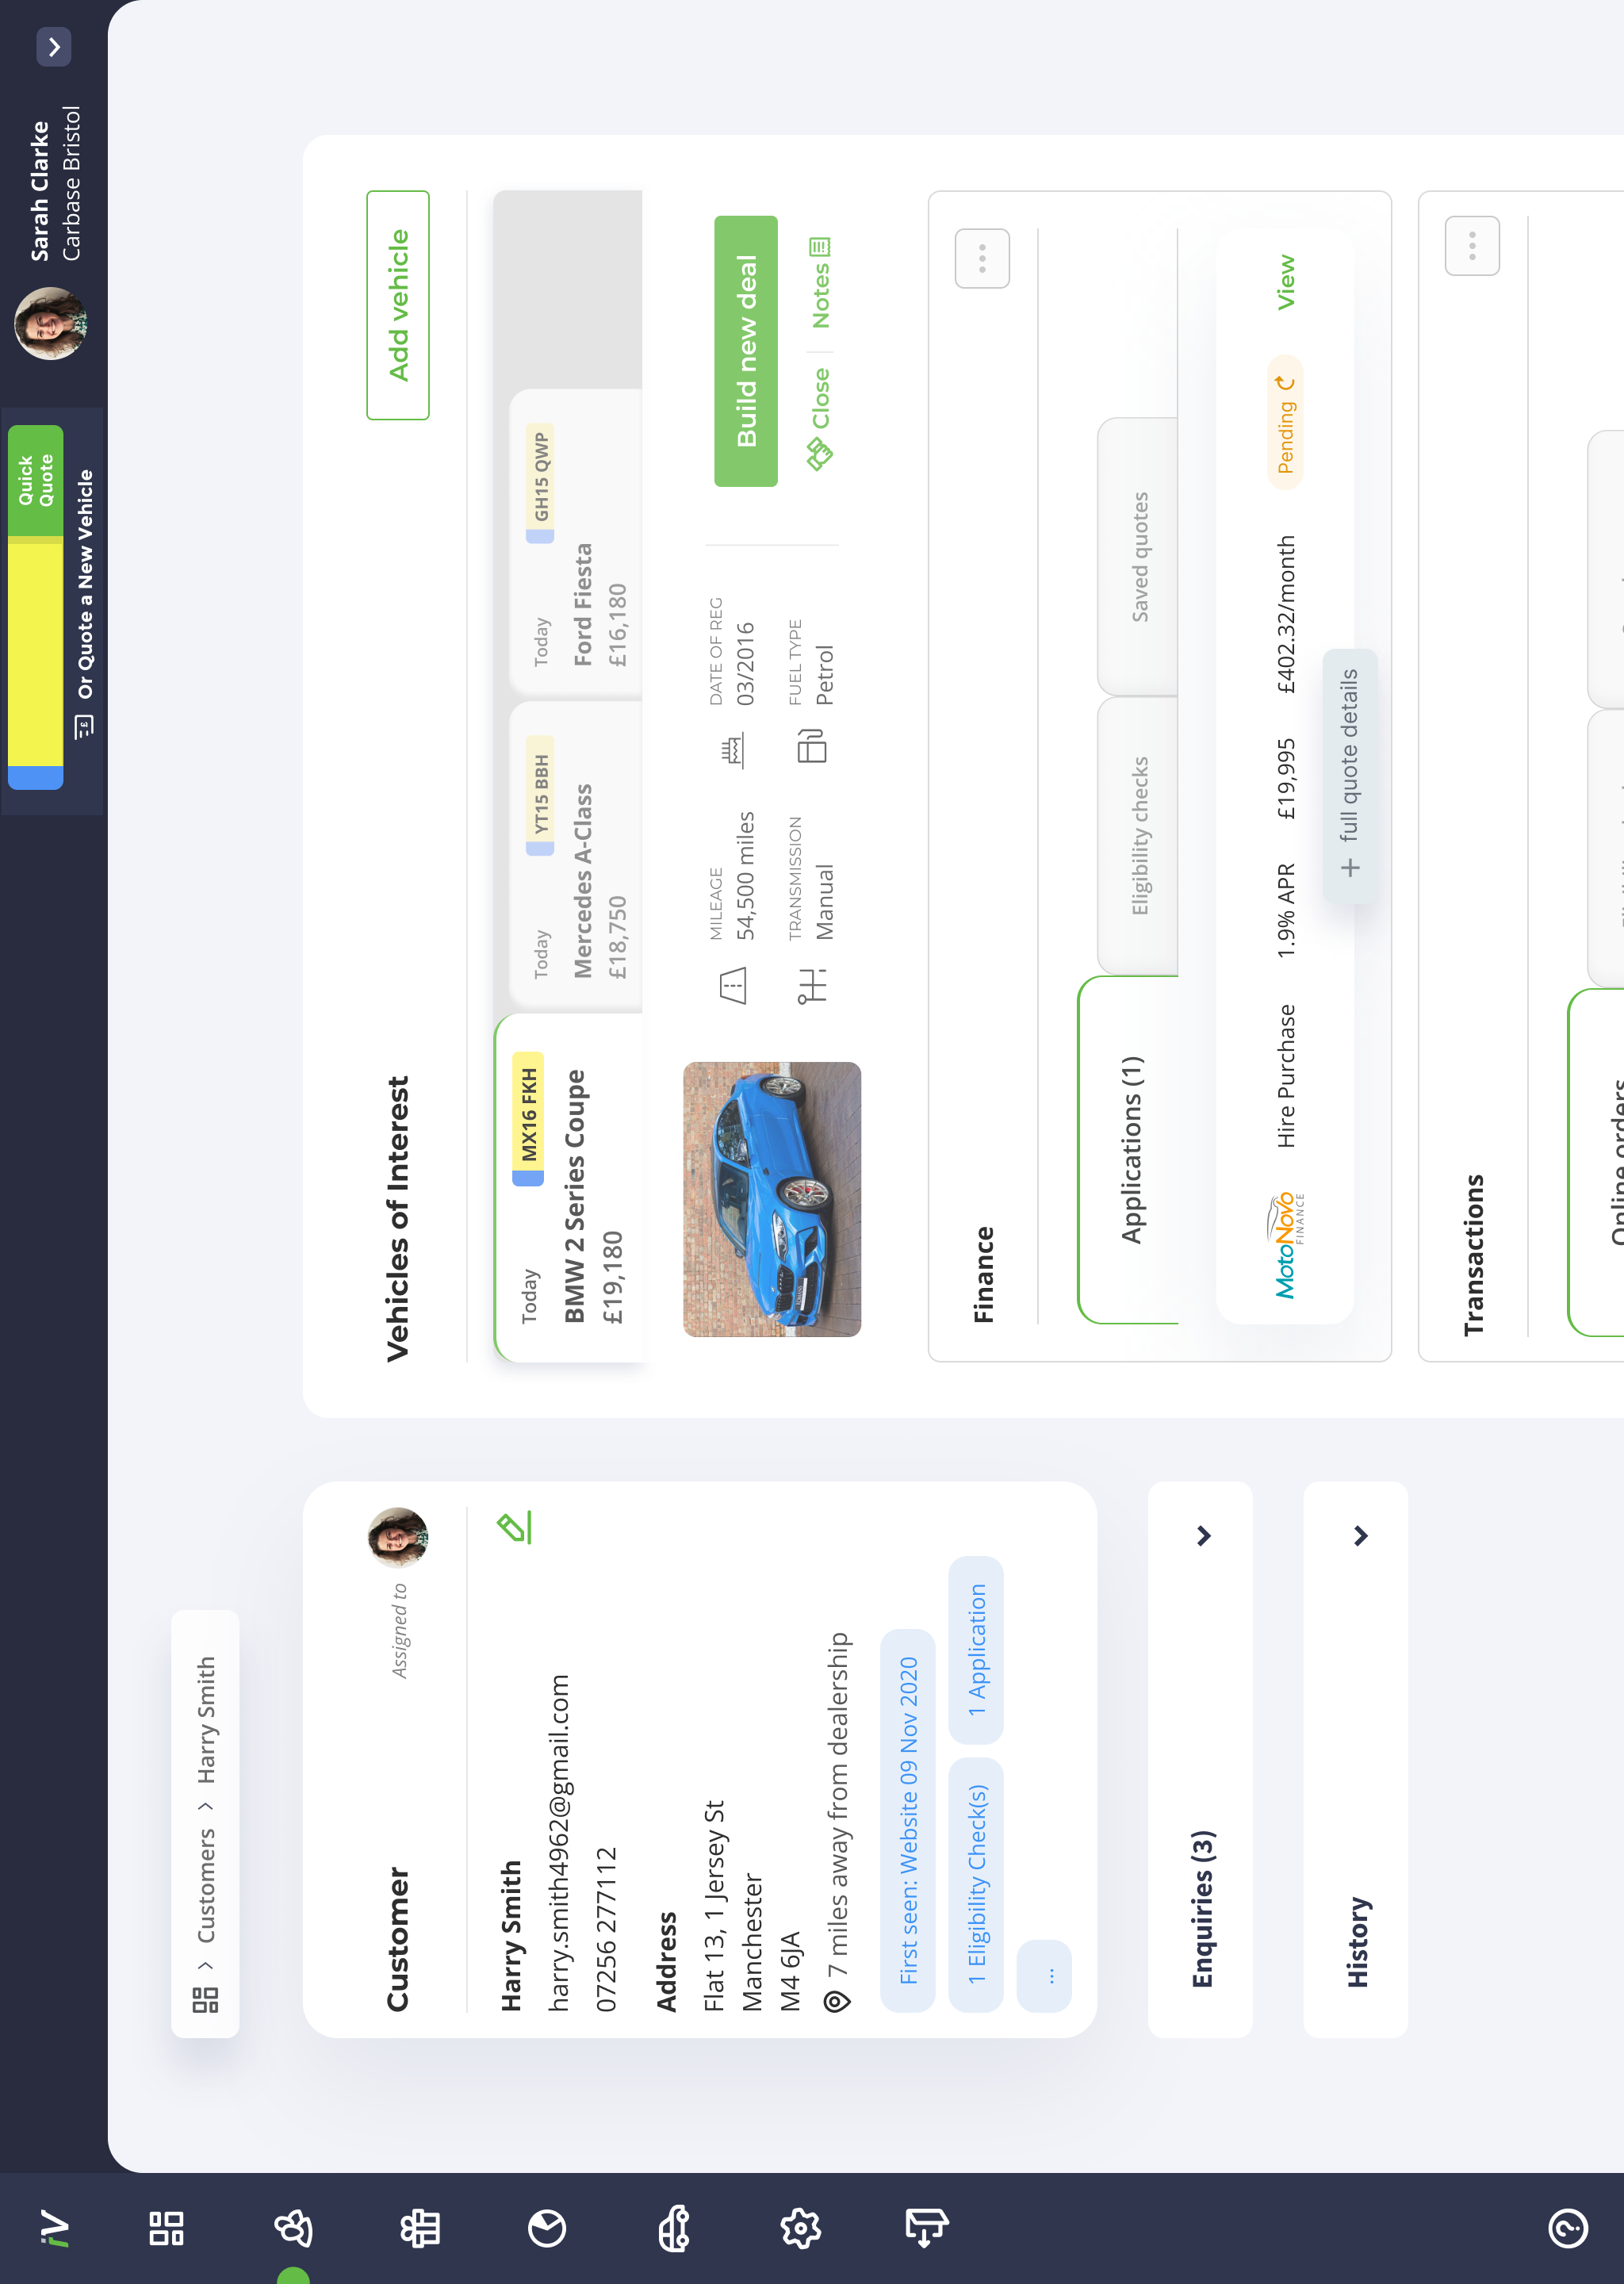 iV
Quick
Quote
Or Quote a New Vehicle
Sarah Clarke
Carbase Bristol
Customers > Harry Smith
Customer
Assigned to
Harry Smith
harry.smith4962@gmail.com
07256 277112
Address
Flat 13, 1 Jersey St
Manchester
M4 6JA
7 miles away from dealership
First seen: Website 09 Nov 2020
1 Eligibility Check(s)
1 Application
...
Enquiries (3)
History
Vehicles of Interest
Add vehicle
Today
MX16 FKH
BMW 2 Series Coupe
£19,180
Today
YT15 BBH
Mercedes A-Class
£18,750
Today
GH15 QWP
Ford Fiesta
£16,180
MILEAGE
54,500 miles
DATE OF REG
03/2016
TRANSMISSION
Manual
FUEL TYPE
Petrol
Build new deal
Close
Notes
Finance
Applications (1)
Eligibility checks
Saved quotes
MotoNovo
FINANCE
Hire Purchase
1.9% APR
£19,995
£402.32/month
Pending
View
+ full quote details
Transactions
Online orders